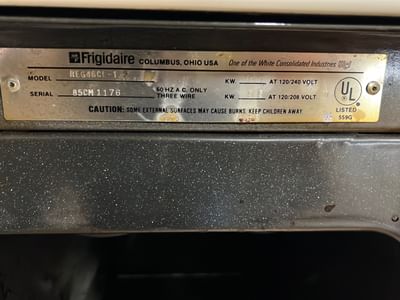 Frigidaire COLUMBUS, OHIO USA One of the White Consolidated Industries
MODEL KW. AT 120/240 VOLT
SERIAL 85CM1176 60 HZ A.C. ONLY THREE WIRE KW. AT 120/208 VOLT
CAUTION: SOME EXTERNAL SURFACES MAY CAUSE BURNS. KEEP CHILDREN AWAY.
UL
LISTED
559G